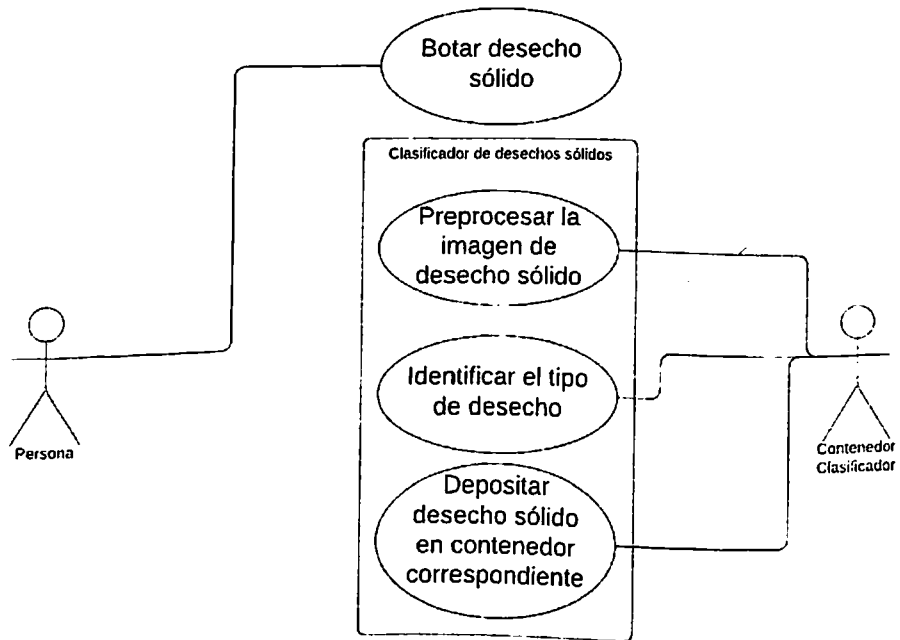 Botar desecho
sólido
Clasificador de desechos sólidos
Preprocesar la
imagen de
desecho sólido
Identificar el tipo
de desecho
Depositar
desecho sólido
en contenedor
correspondiente
Persona
Contenedor
Clasificador